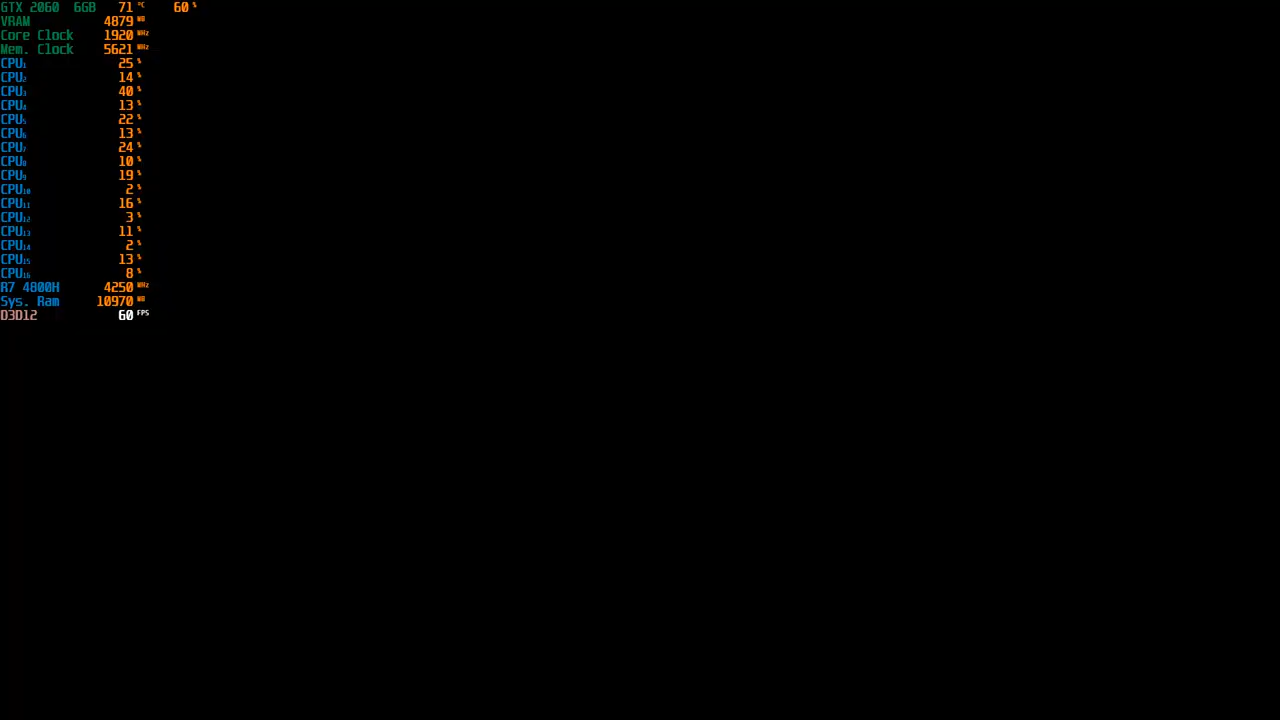 GTX 2060 6GB 71 °C 60 %
VRAM 4879 MB
Core Clock 1920 MHz
Mem. Clock 5621 MHz
CPU1 25 %
CPU2 14 %
CPU3 40 %
CPU4 13 %
CPU5 22 %
CPU6 13 %
CPU7 24 %
CPU8 10 %
CPU9 19 %
CPU10 2 %
CPU11 16 %
CPU12 3 %
CPU13 11 %
CPU14 2 %
CPU15 13 %
CPU16 8 %
R7 4800H 4250 MHz
Sys. Ram 10970 MB
D3D12 60 FPS